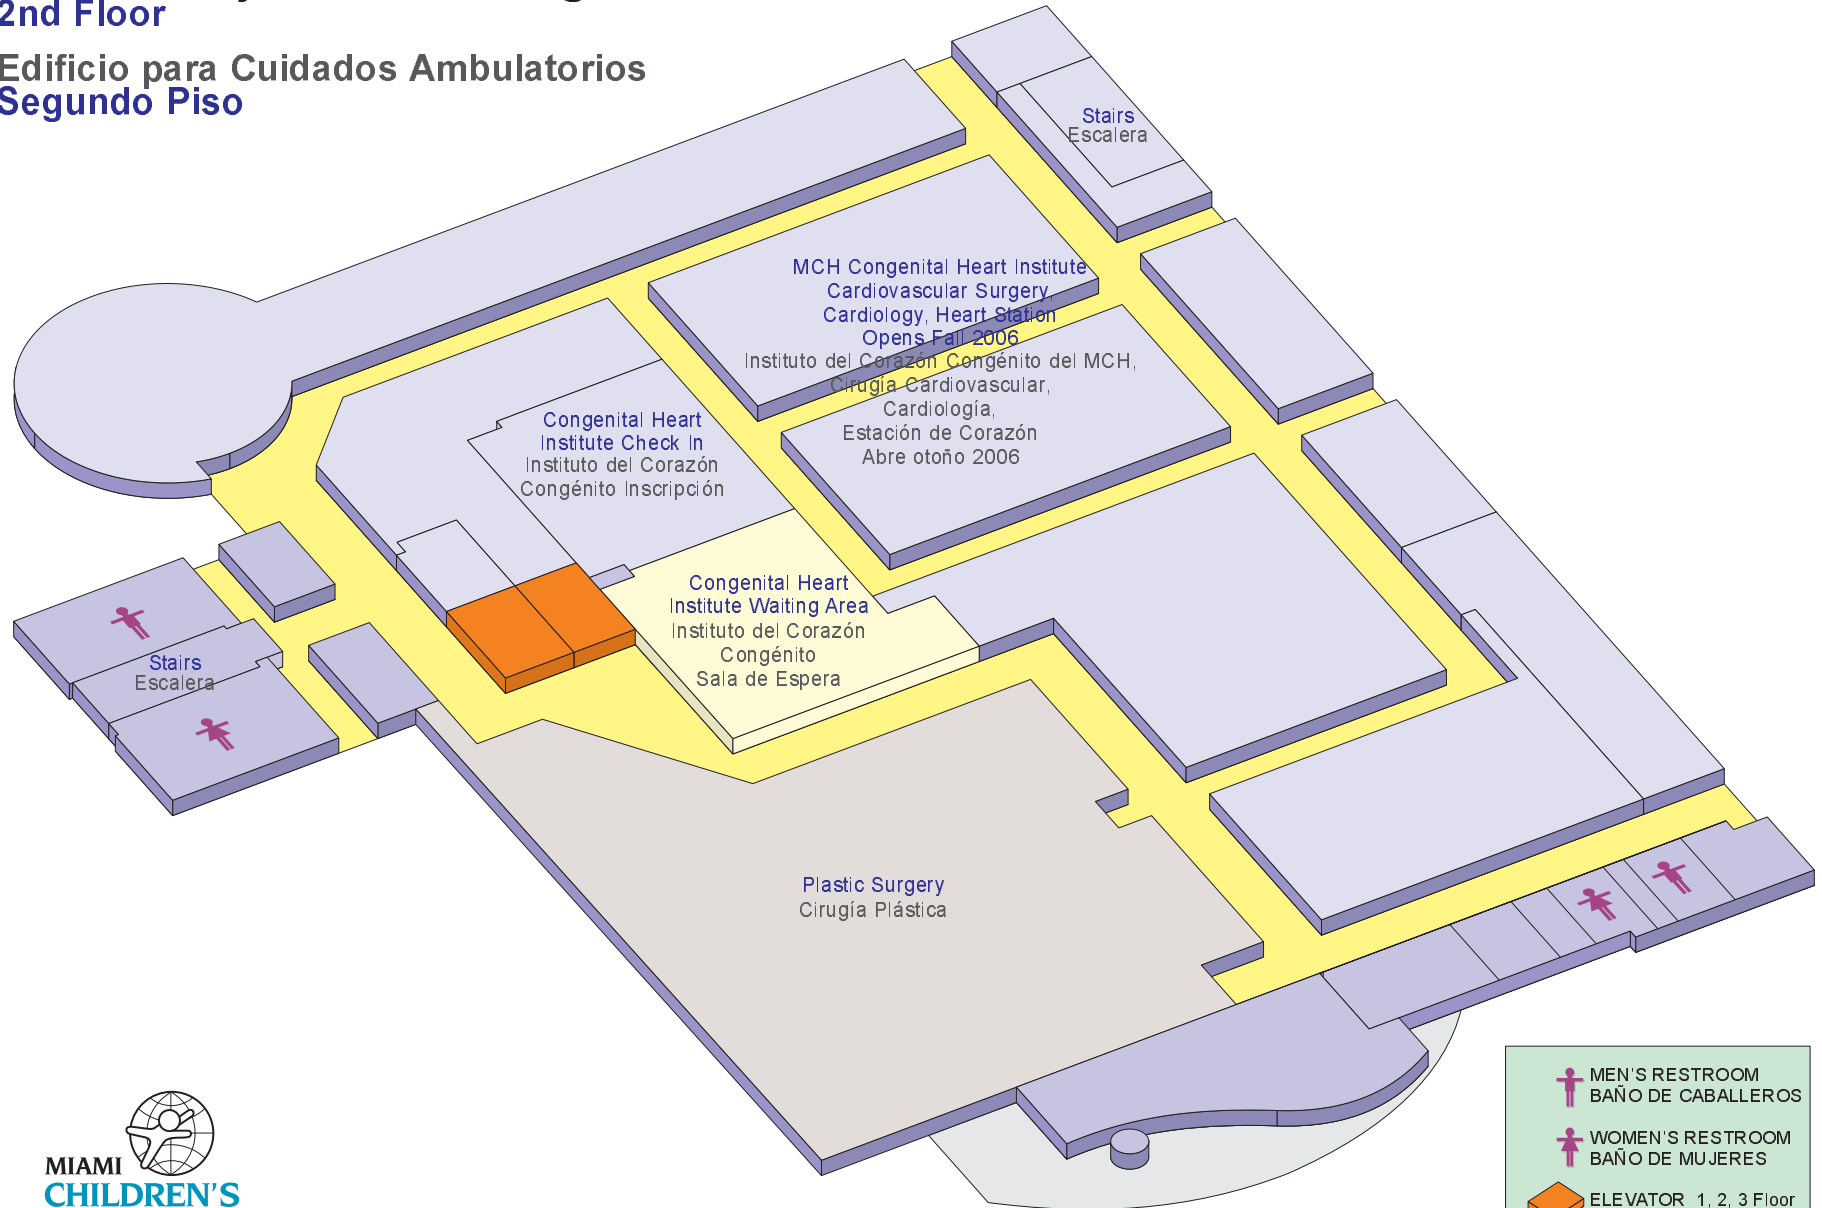 2nd Floor
Edificio para Cuidados Ambulatorios
Segundo Piso
Stairs
Escalera
MCH Congenital Heart Institute
Cardiovascular Surgery,
Cardiology, Heart Station
Opens Fall 2006
Instituto del Corazón Congénito del MCH,
Cirugía Cardiovascular,
Cardiología,
Estación de Corazón
Abre otoño 2006
Congenital Heart
Institute Check In
Instituto del Corazón
Congénito Inscripción
Congenital Heart
Institute Waiting Area
Instituto del Corazón
Congénito
Sala de Espera
Stairs
Escalera
Plastic Surgery
Cirugía Plástica
MEN'S RESTROOM
BAÑO DE CABALLEROS
WOMEN'S RESTROOM
BAÑO DE MUJERES
ELEVATOR 1, 2, 3 Floor
MIAMI
CHILDREN'S